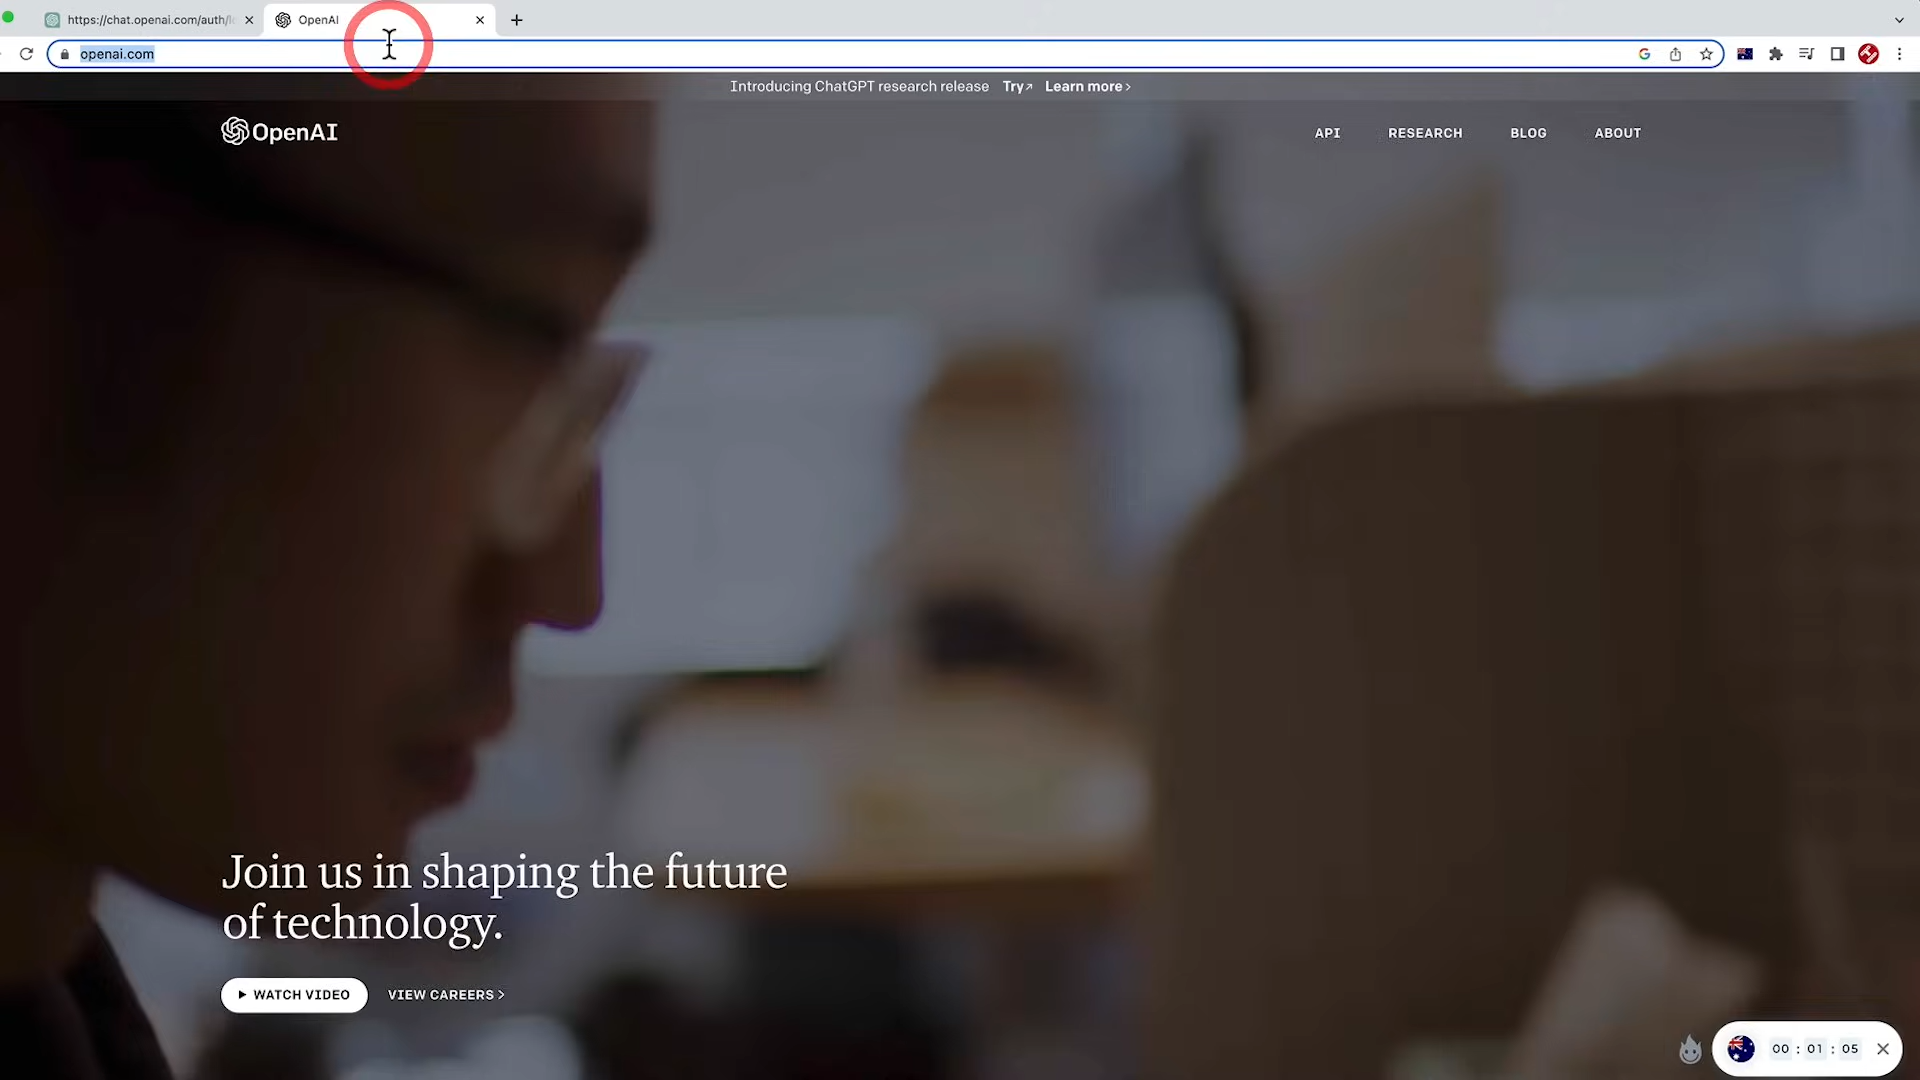 https://chat.openai.com/auth/l
OpenAI
openai.com
Introducing ChatGPT research release Try↗ Learn more ›
OpenAI
API RESEARCH BLOG ABOUT
Join us in shaping the future
of technology.
WATCH VIDEO VIEW CAREERS >
00 : 01 : 05